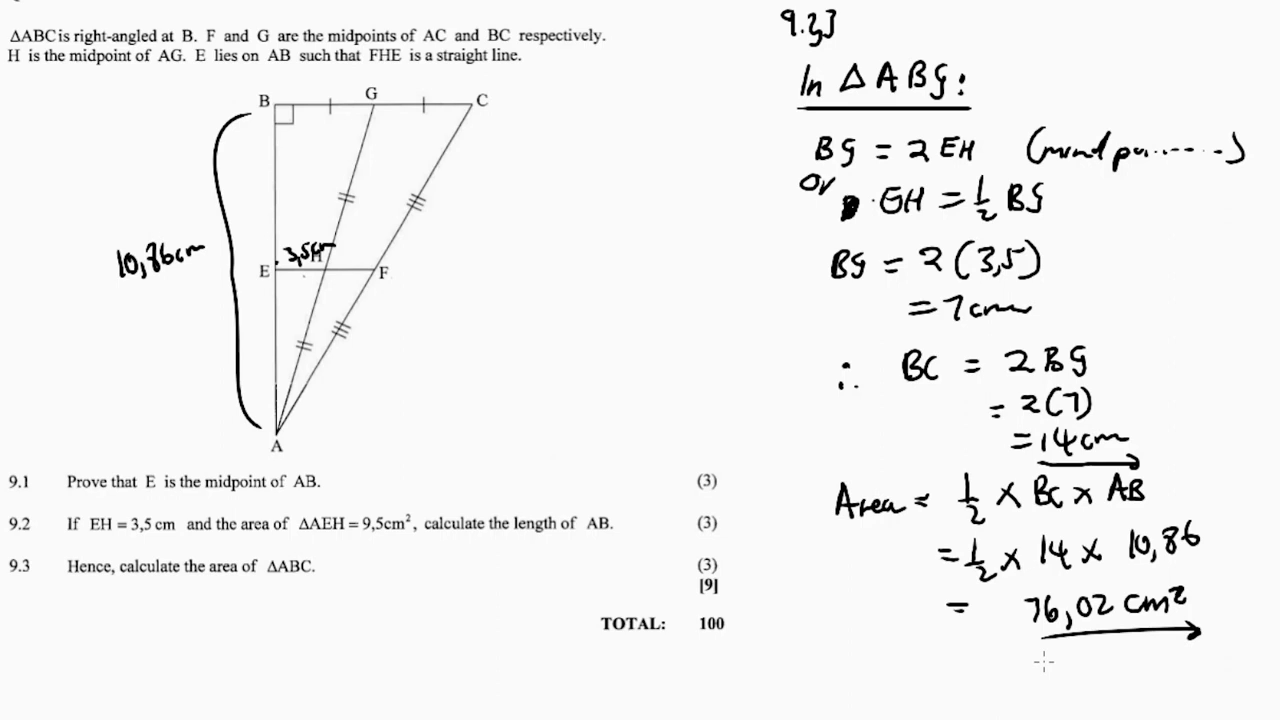 ΔABC is right-angled at B. F and G are the midpoints of AC and BC respectively.
H is the midpoint of AG. E lies on AB such that FHE is a straight line.
B
G
C
10,86cm
3,5cm
H
E
F
A
9.1 Prove that E is the midpoint of AB. (3)
9.2 If EH = 3,5 cm and the area of ΔAEH = 9,5cm², calculate the length of AB. (3)
9.3 Hence, calculate the area of ΔABC. (3)
[9]
TOTAL: 100
9.3
In ΔABG:
BG = 2EH
or EH = ½ BG
BG = 2(3,5)
= 7cm
∴ BC = 2BG
= 2(7)
= 14cm
Area = ½ × BC × AB
= ½ × 14 × 10,86
= 76,02 cm²